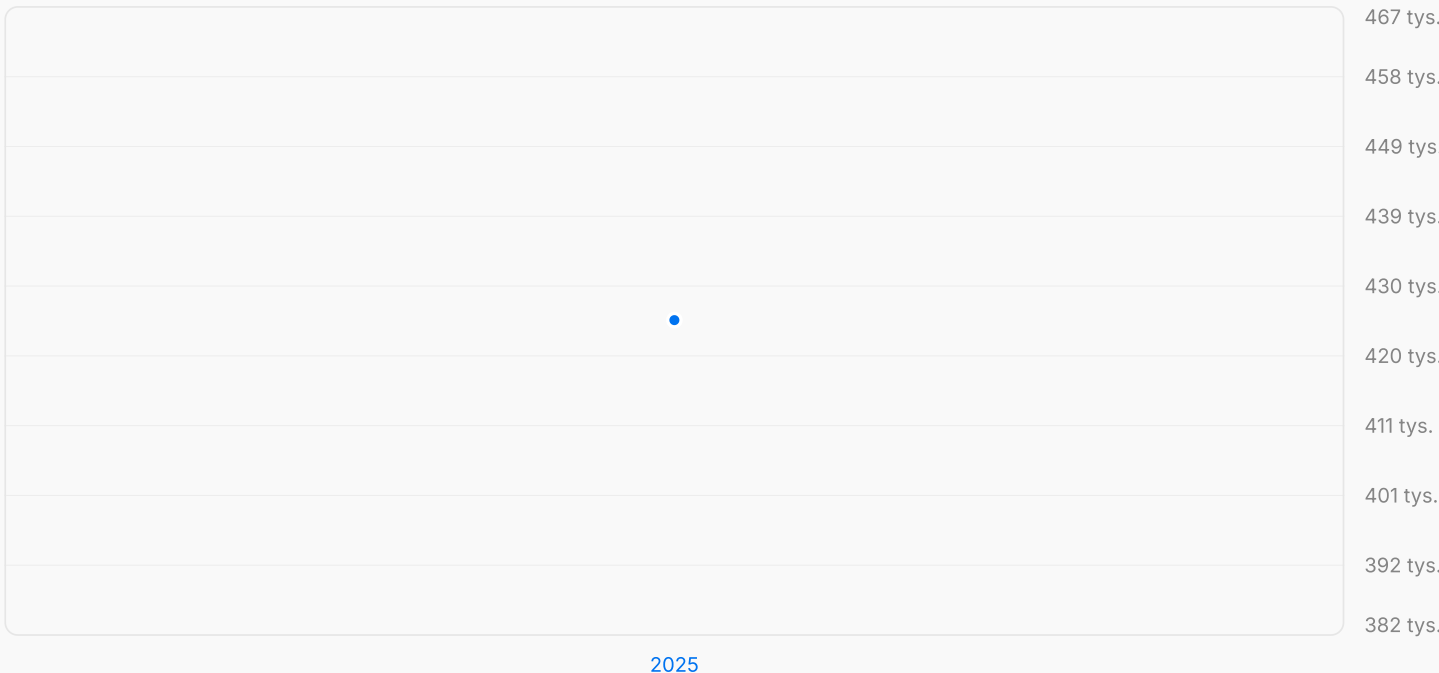 467 tys.
458 tys.
449 tys
439 tys.
430 tys.
420 tys.
411 tys.
401 tys.
392 tys.
382 tys.
2025